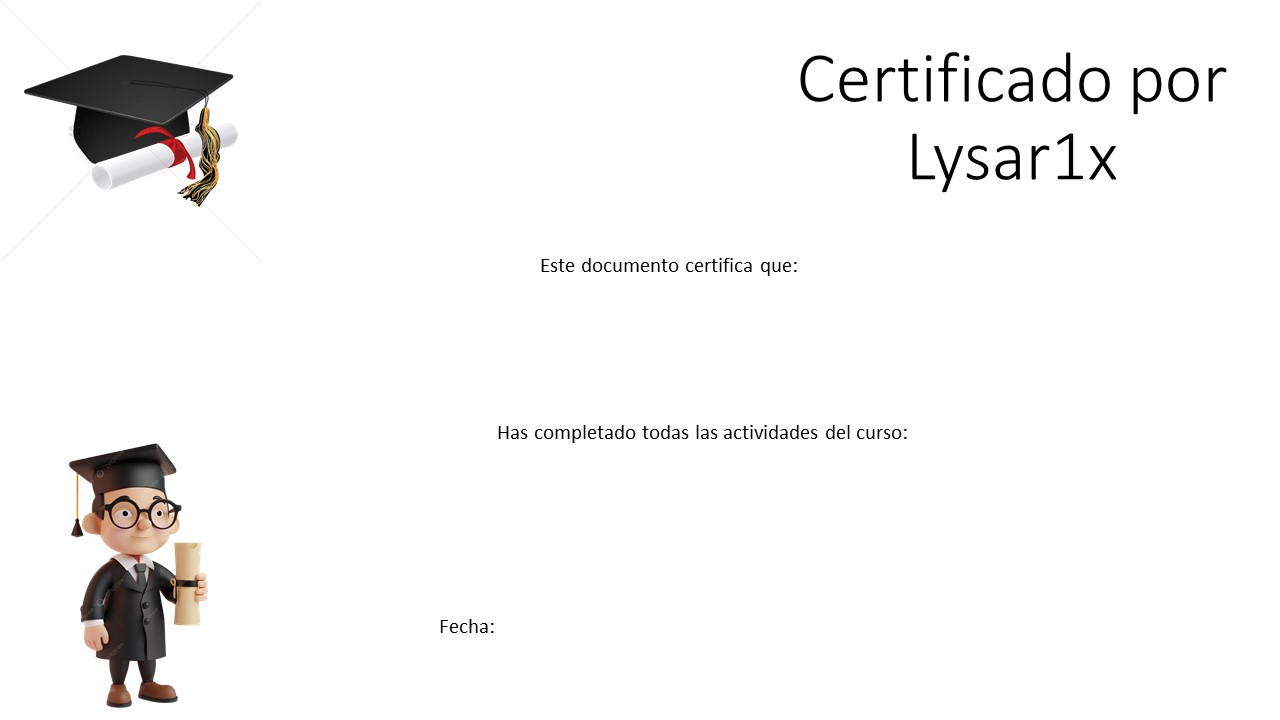 Certificado por
Lysar1x
Este documento certifica que:
Has completado todas las actividades del curso:
Fecha: